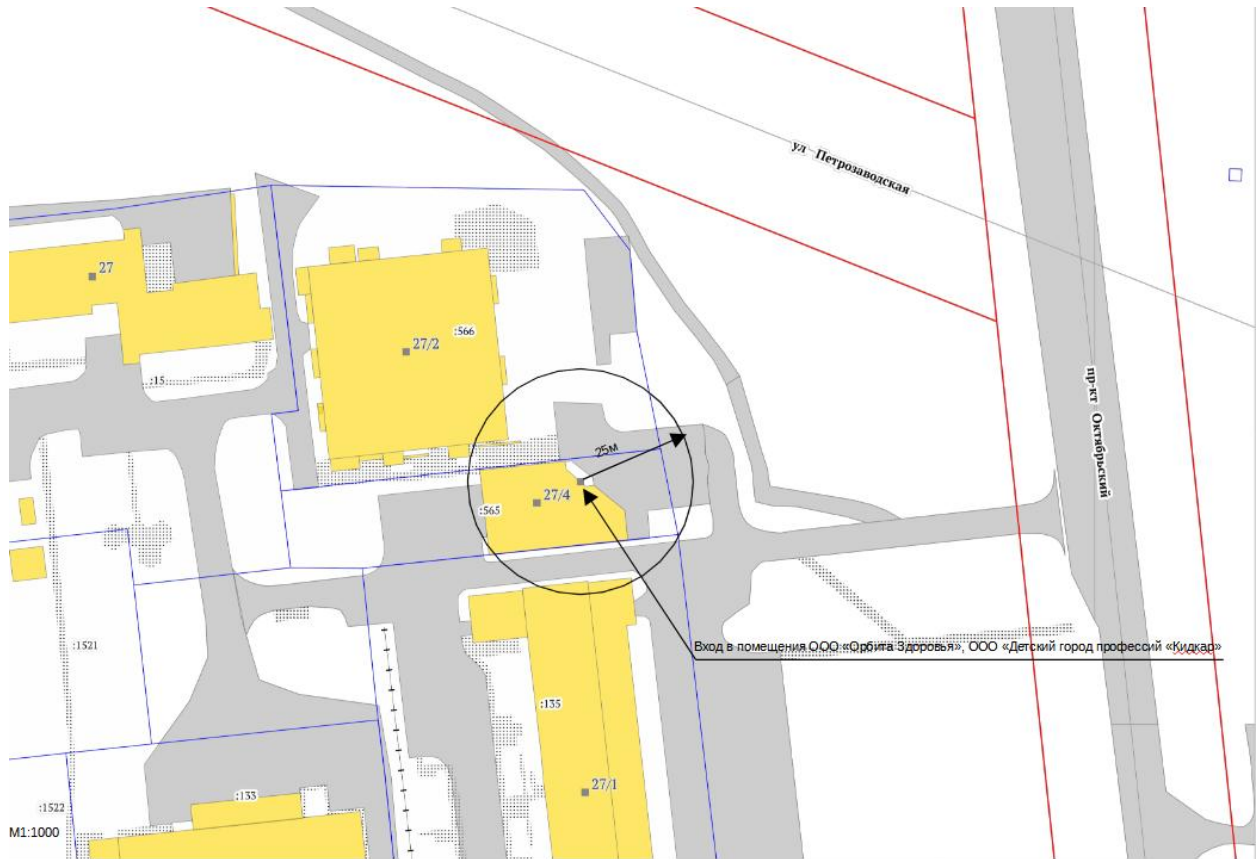 ул Петрозаводская
27
:566
27/2
:15
пр-кт Октябрьский
25м
27/4
:565
:1521
Вход в помещения ООО «Орбита Здоровья», ООО «Детский город профессий «Кидкар»
:135
27/1
:133
:1522
М1:1000